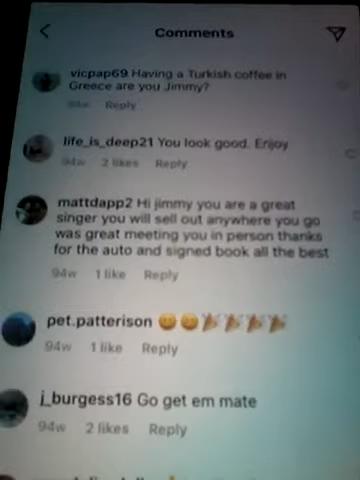 Comments
vicpap69 Having a Turkish coffee in
Greece are you Jimmy?
94w Reply
life_is_deep21 You look good. Enjoy
94w 2 likes Reply
mattdapp2 Hi jimmy you are a great
singer you will sell out anywhere you go
was great meeting you in person thanks
for the auto and signed book all the best
94w 1 like Reply
pet.patterison 😀😀🎉🎉🎉🎉
94w 1 like Reply
j_burgess16 Go get em mate
94w 2 likes Reply